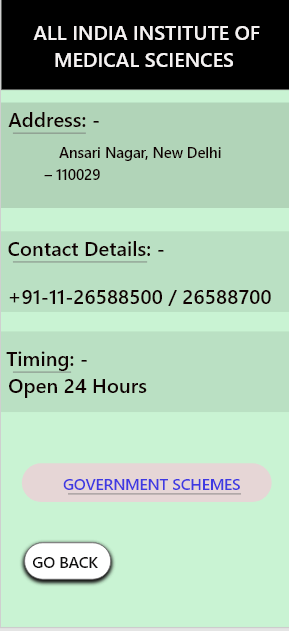 ALL INDIA INSTITUTE OF
MEDICAL SCIENCES
Address: -
Ansari Nagar, New Delhi
– 110029
Contact Details: -
+91-11-26588500 / 26588700
Timing: -
Open 24 Hours
GOVERNMENT SCHEMES
GO BACK